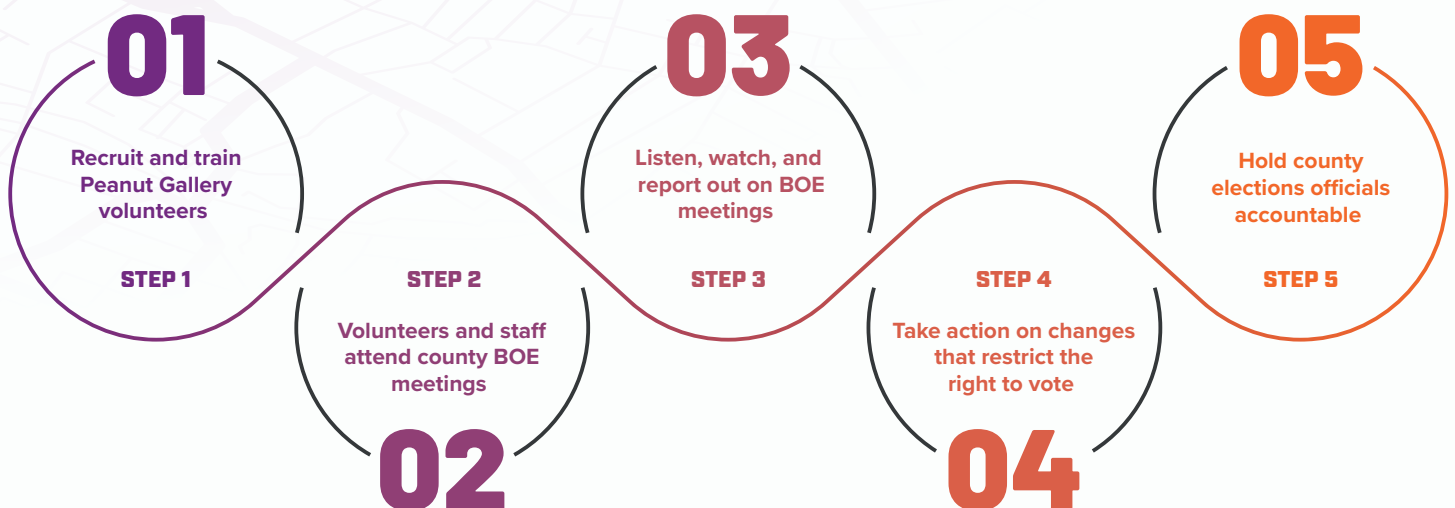 01
Recruit and train
Peanut Gallery
volunteers
STEP 1
STEP 2
Volunteers and staff
attend county BOE
meetings
02
03
Listen, watch, and
report out on BOE
meetings
STEP 3
STEP 4
Take action on changes
that restrict the
right to vote
04
05
Hold county
elections officials
accountable
STEP 5